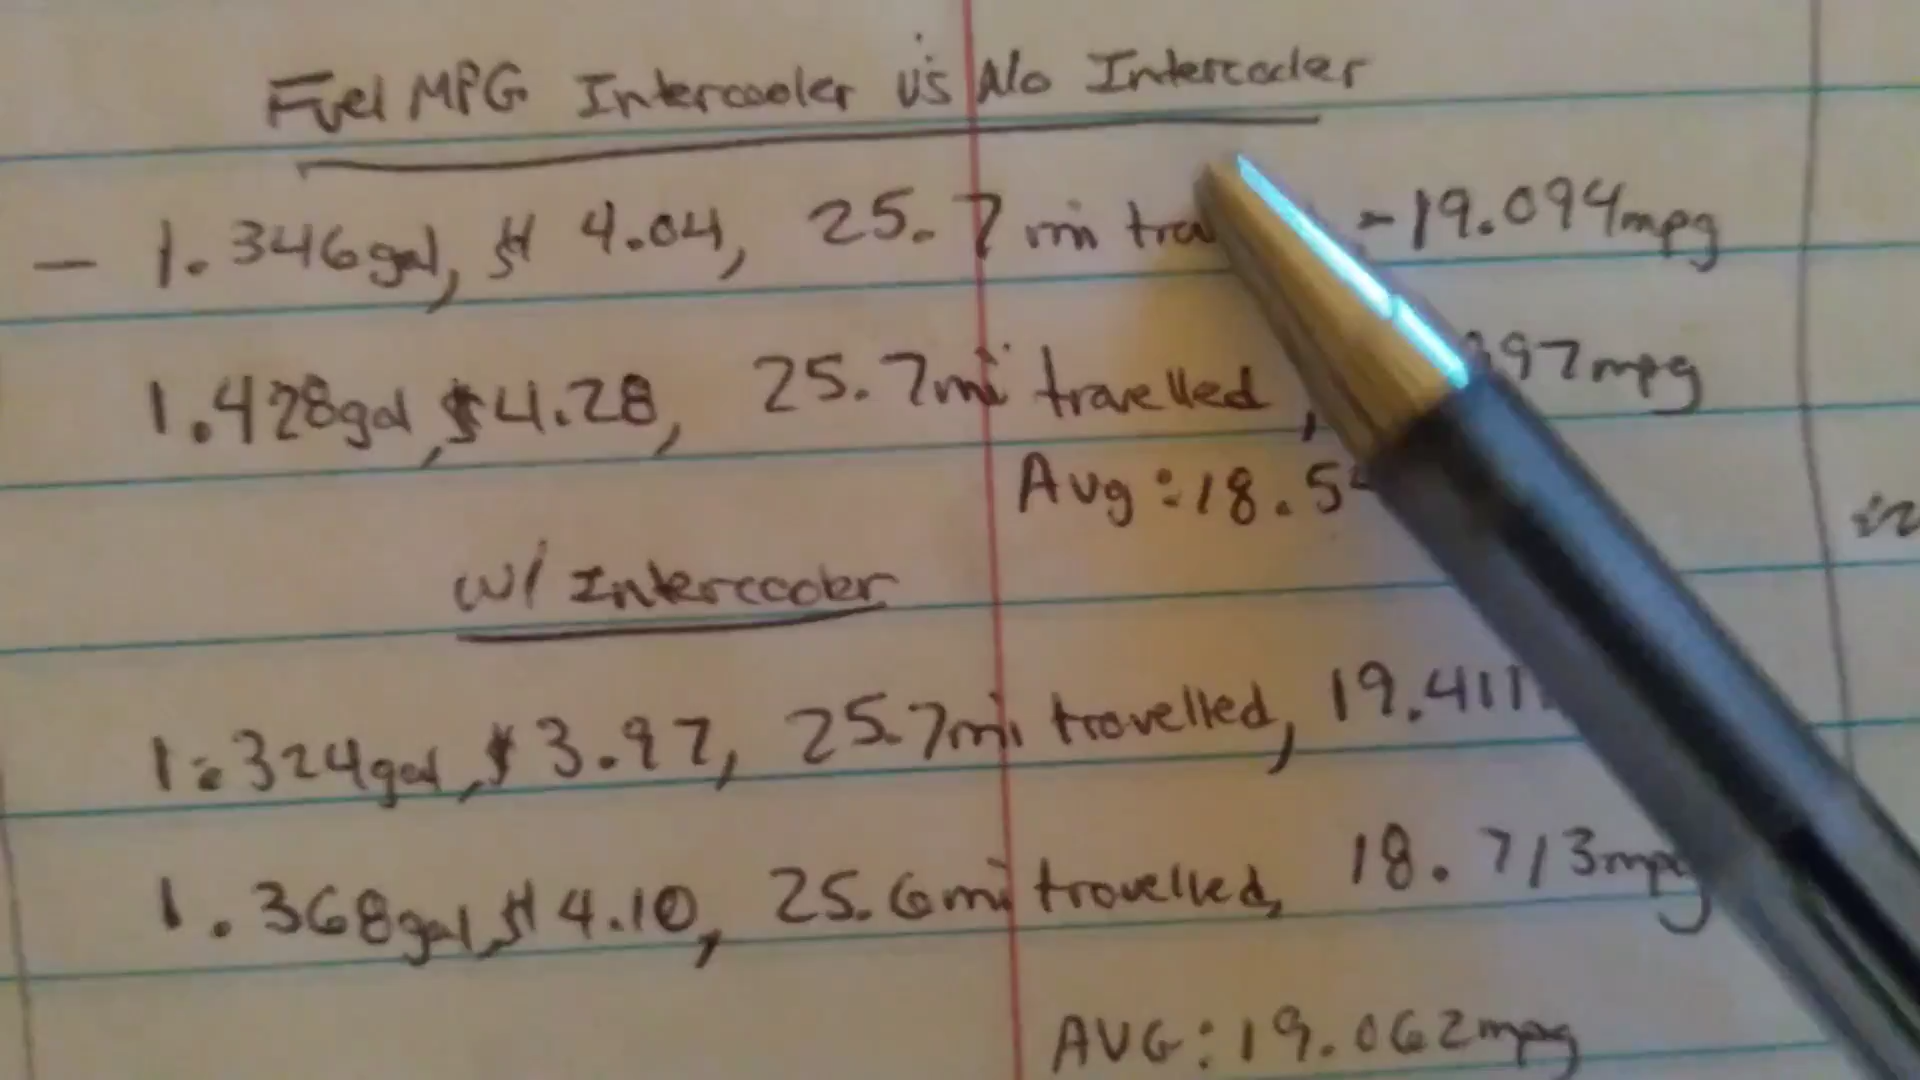 Fuel MPG Intercooler v's No Intercooler
- 1.346gal, $ 4.04, 25.7 mi - 19.094mpg
1.428gal, $4.28, 25.7mi travelled, 997mpg
Avg: 18.5
w/ Intercooler
1.324gal, $3.97, 25.7mi travelled, 19.411
1.368gal, $4.10, 25.6mi travelled, 18.713mpg
AVG: 19.062mpg